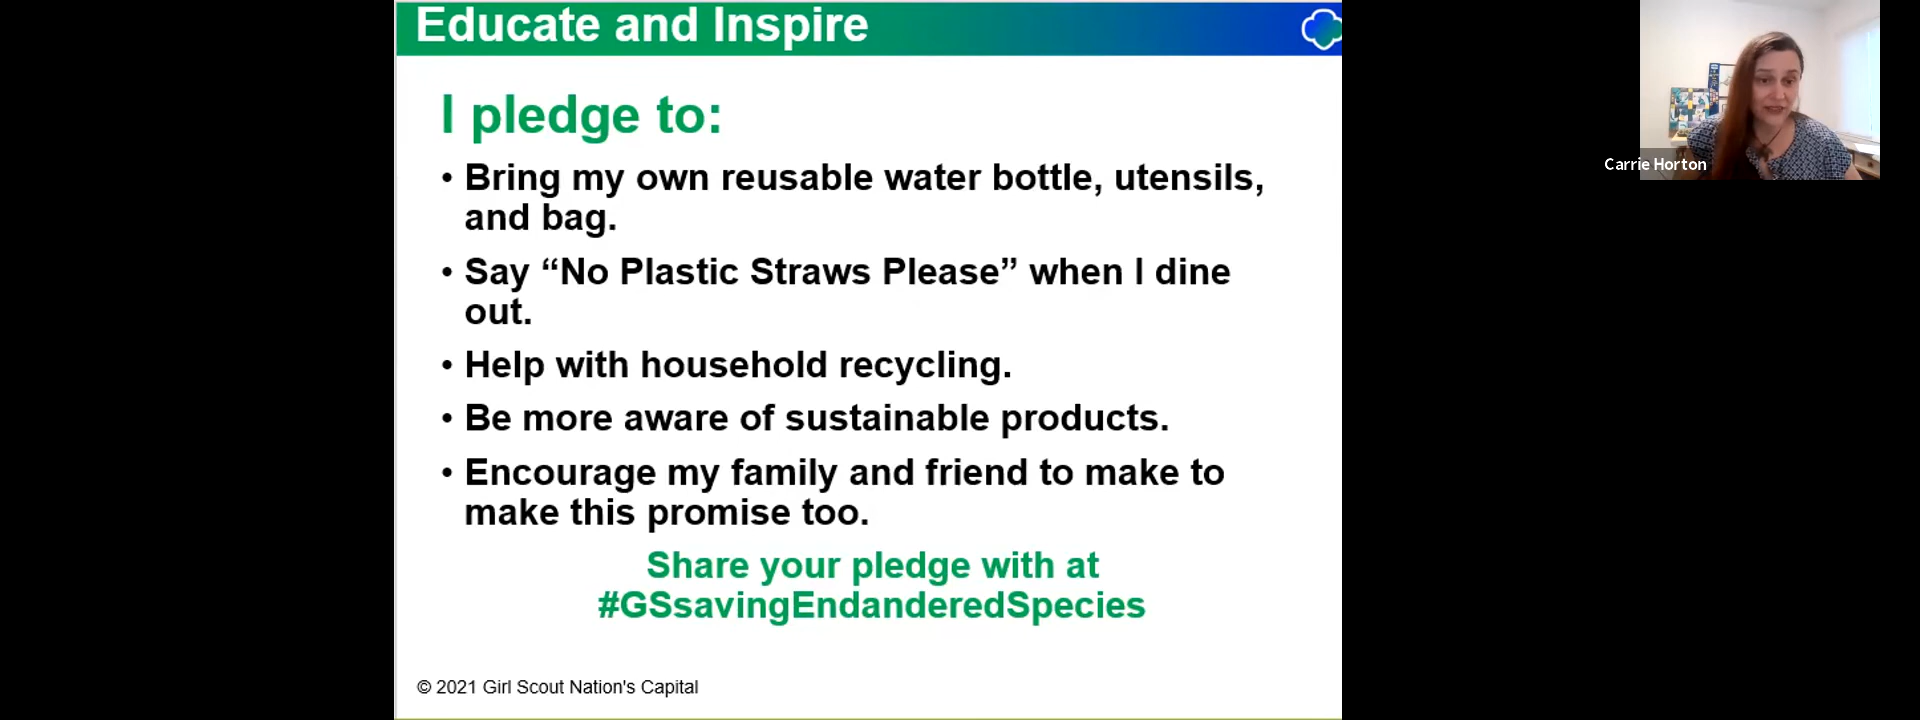 Educate and Inspire
I pledge to:
• Bring my own reusable water bottle, utensils,
and bag.
• Say “No Plastic Straws Please” when I dine
out.
• Help with household recycling.
• Be more aware of sustainable products.
• Encourage my family and friend to make to
make this promise too.
Share your pledge with at
#GSsavingEndanderedSpecies
© 2021 Girl Scout Nation's Capital
Carrie Horton